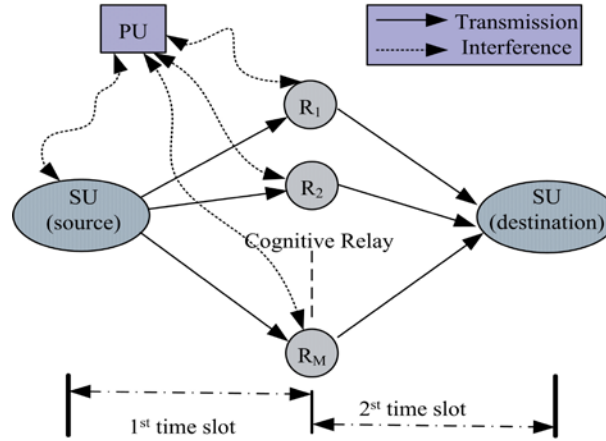 PU
Transmission
Interference
R1
R2
SU
(source)
SU
(destination)
Cognitive Relay
RM
1st time slot
2st time slot